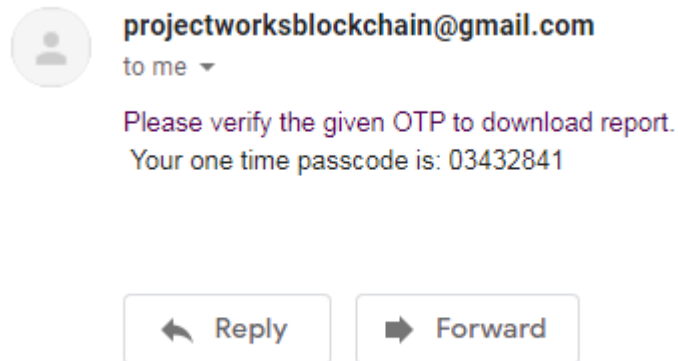 projectworksblockchain@gmail.com
to me
Please verify the given OTP to download report.
Your one time passcode is: 03432841
Reply
Forward